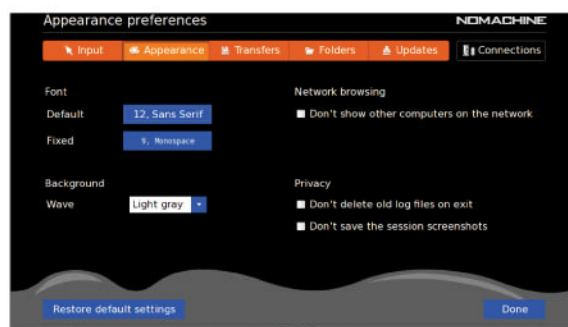 Appearance preferences
NOMACHINE
Input
Appearance
Transfers
Folders
Updates
Connections
Font
Default
12, Sans Serif
Fixed
9, Monospace
Network browsing
Don't show other computers on the network
Background
Wave
Light gray
Privacy
Don't delete old log files on exit
Don't save the session screenshots
Restore default settings
Done